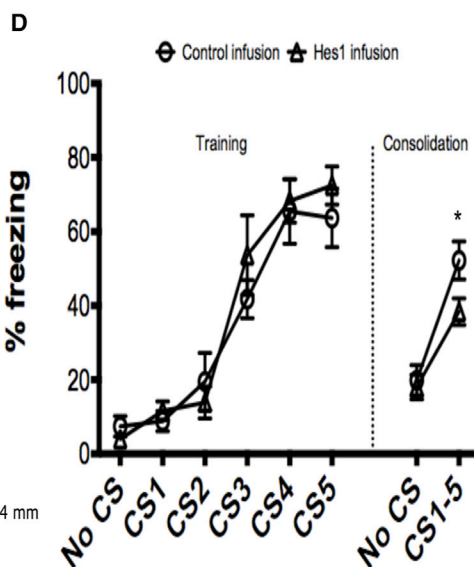 D
Control infusion Hes1 infusion
100
Training Consolidation
80
60
*
40
20
0
% freezing
No CS CS1 CS2 CS3 CS4 CS5 No CS CS1-5
4 mm